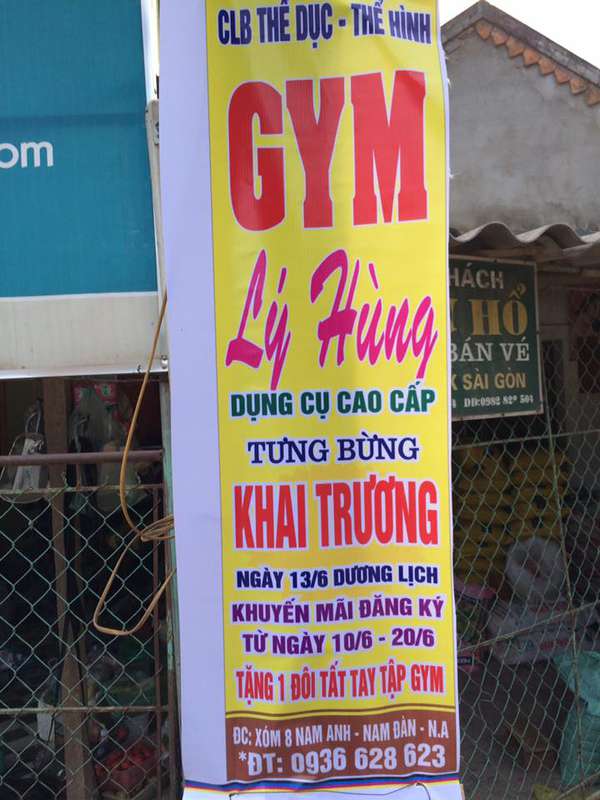 CLB THỂ DỤC - THỂ HÌNH
GYM
Lý Hùng
DỤNG CỤ CAO CẤP
TƯNG BỪNG
KHAI TRƯƠNG
NGÀY 13/6 DƯƠNG LỊCH
KHUYẾN MÃI ĐĂNG KÝ
TỪ NGÀY 10/6 - 20/6
TẶNG 1 ĐÔI TẤT TAY TẬP GYM
ĐC: XÓM 8 NAM ANH - NAM ĐÀN - N.A
*ĐT: 0936 628 623
om
HÁCH
HỔ
BÁN VÉ
SÀI GÒN